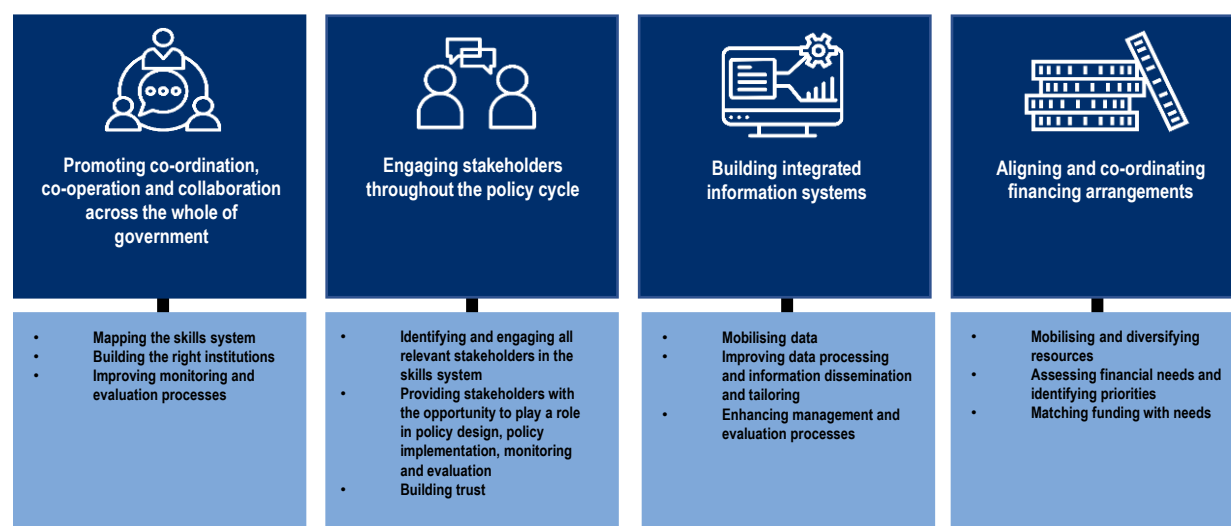 Promoting co-ordination,
co-operation and collaboration
across the whole of
government
• Mapping the skills system
• Building the right institutions
• Improving monitoring and
evaluation processes
Engaging stakeholders
throughout the policy cycle
• Identifying and engaging all
relevant stakeholders in the
skills system
• Providing stakeholders with
the opportunity to play a role
in policy design, policy
implementation, monitoring
and evaluation
• Building trust
Building integrated
information systems
• Mobilising data
• Improving data processing
and information dissemination
and tailoring
• Enhancing management and
evaluation processes
Aligning and co-ordinating
financing arrangements
• Mobilising and diversifying
resources
• Assessing financial needs and
identifying priorities
• Matching funding with needs